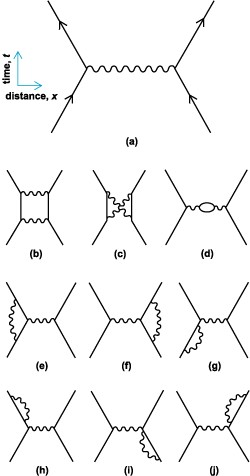 time, t
distance, x
(a)
(b) (c) (d)
(e) (f) (g)
(h) (i) (j)